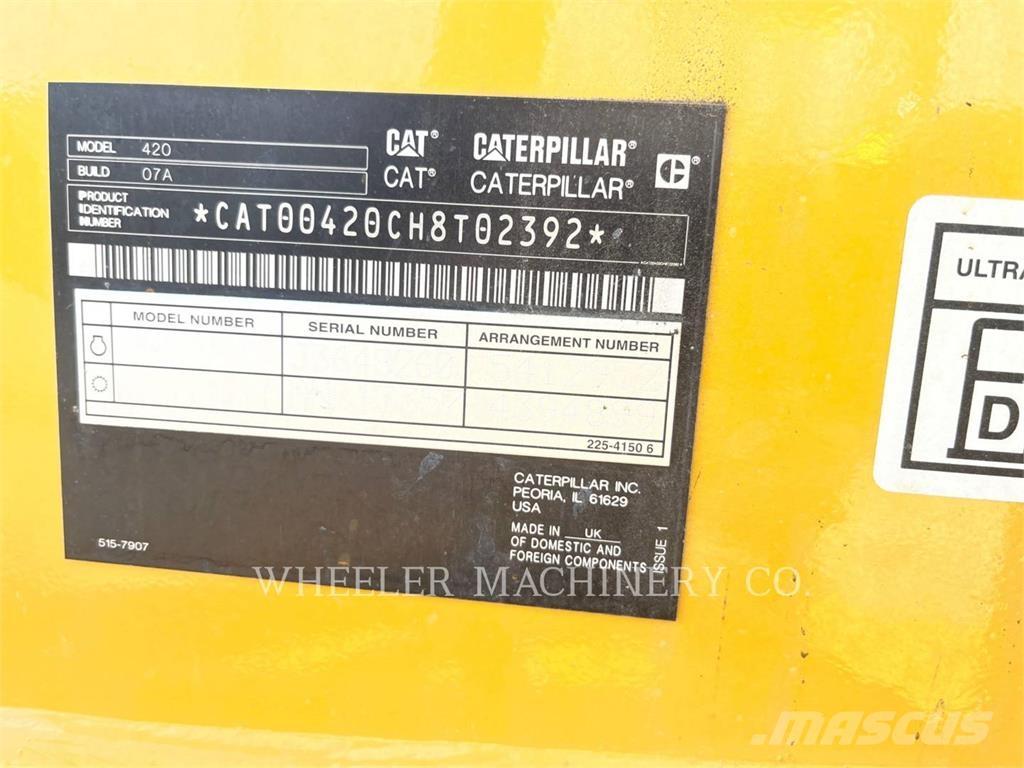 MODEL 420
BUILD 07A
CAT® CATERPILLAR®
CAT® CATERPILLAR®
PRODUCT
IDENTIFICATION
NUMBER
*CAT00420CH8T02392*
MODEL NUMBER SERIAL NUMBER ARRANGEMENT NUMBER
225-4150 6
CATERPILLAR INC.
PEORIA, IL 61629
USA
MADE IN UK
OF DOMESTIC AND
FOREIGN COMPONENTS
ISSUE 1
515-7907
ULTRA
D
WHEELER MACHINERY CO.
mascus